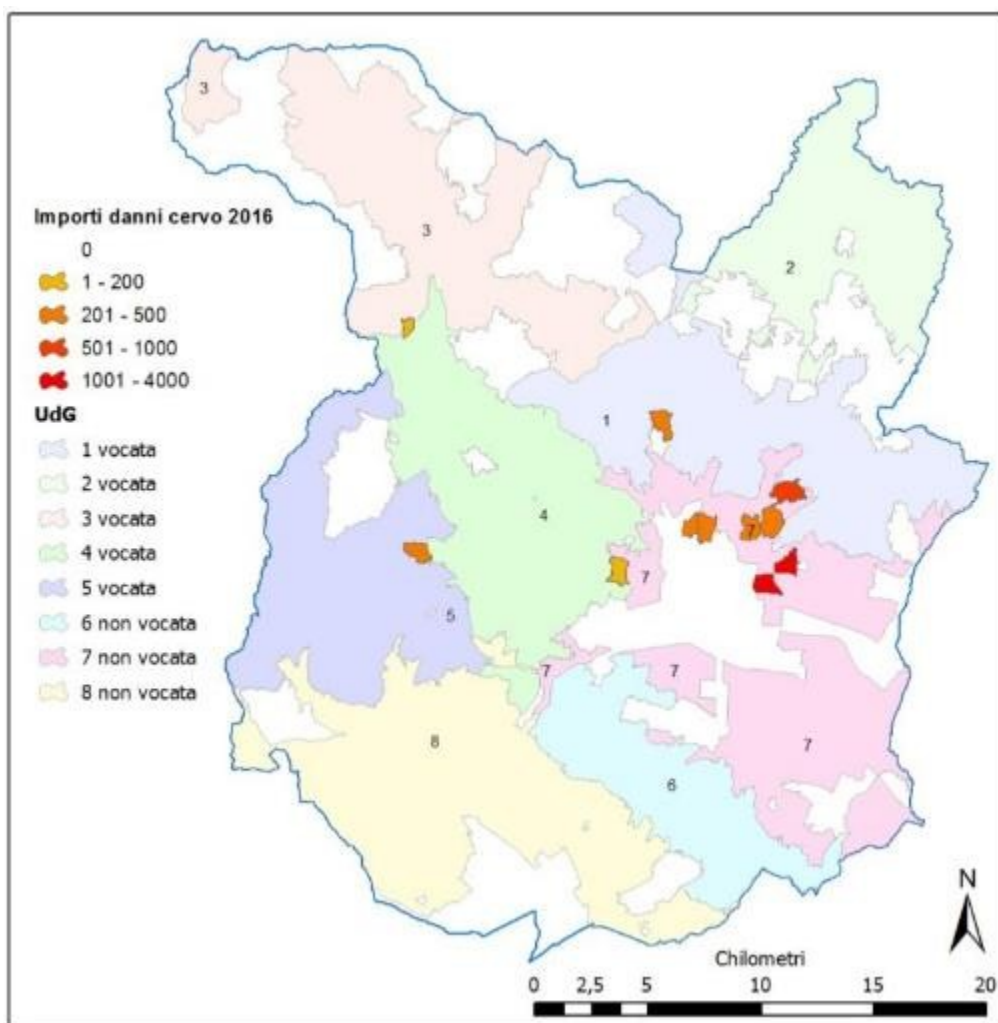 Importi danni cervo 2016
0
1 - 200
201 - 500
501 - 1000
1001 - 4000
UdG
1 vocata
2 vocata
3 vocata
4 vocata
5 vocata
6 non vocata
7 non vocata
8 non vocata
3
3
2
1
4
7
7
5
7
7
8
7
6
N
Chilometri
0 2,5 5 10 15 20